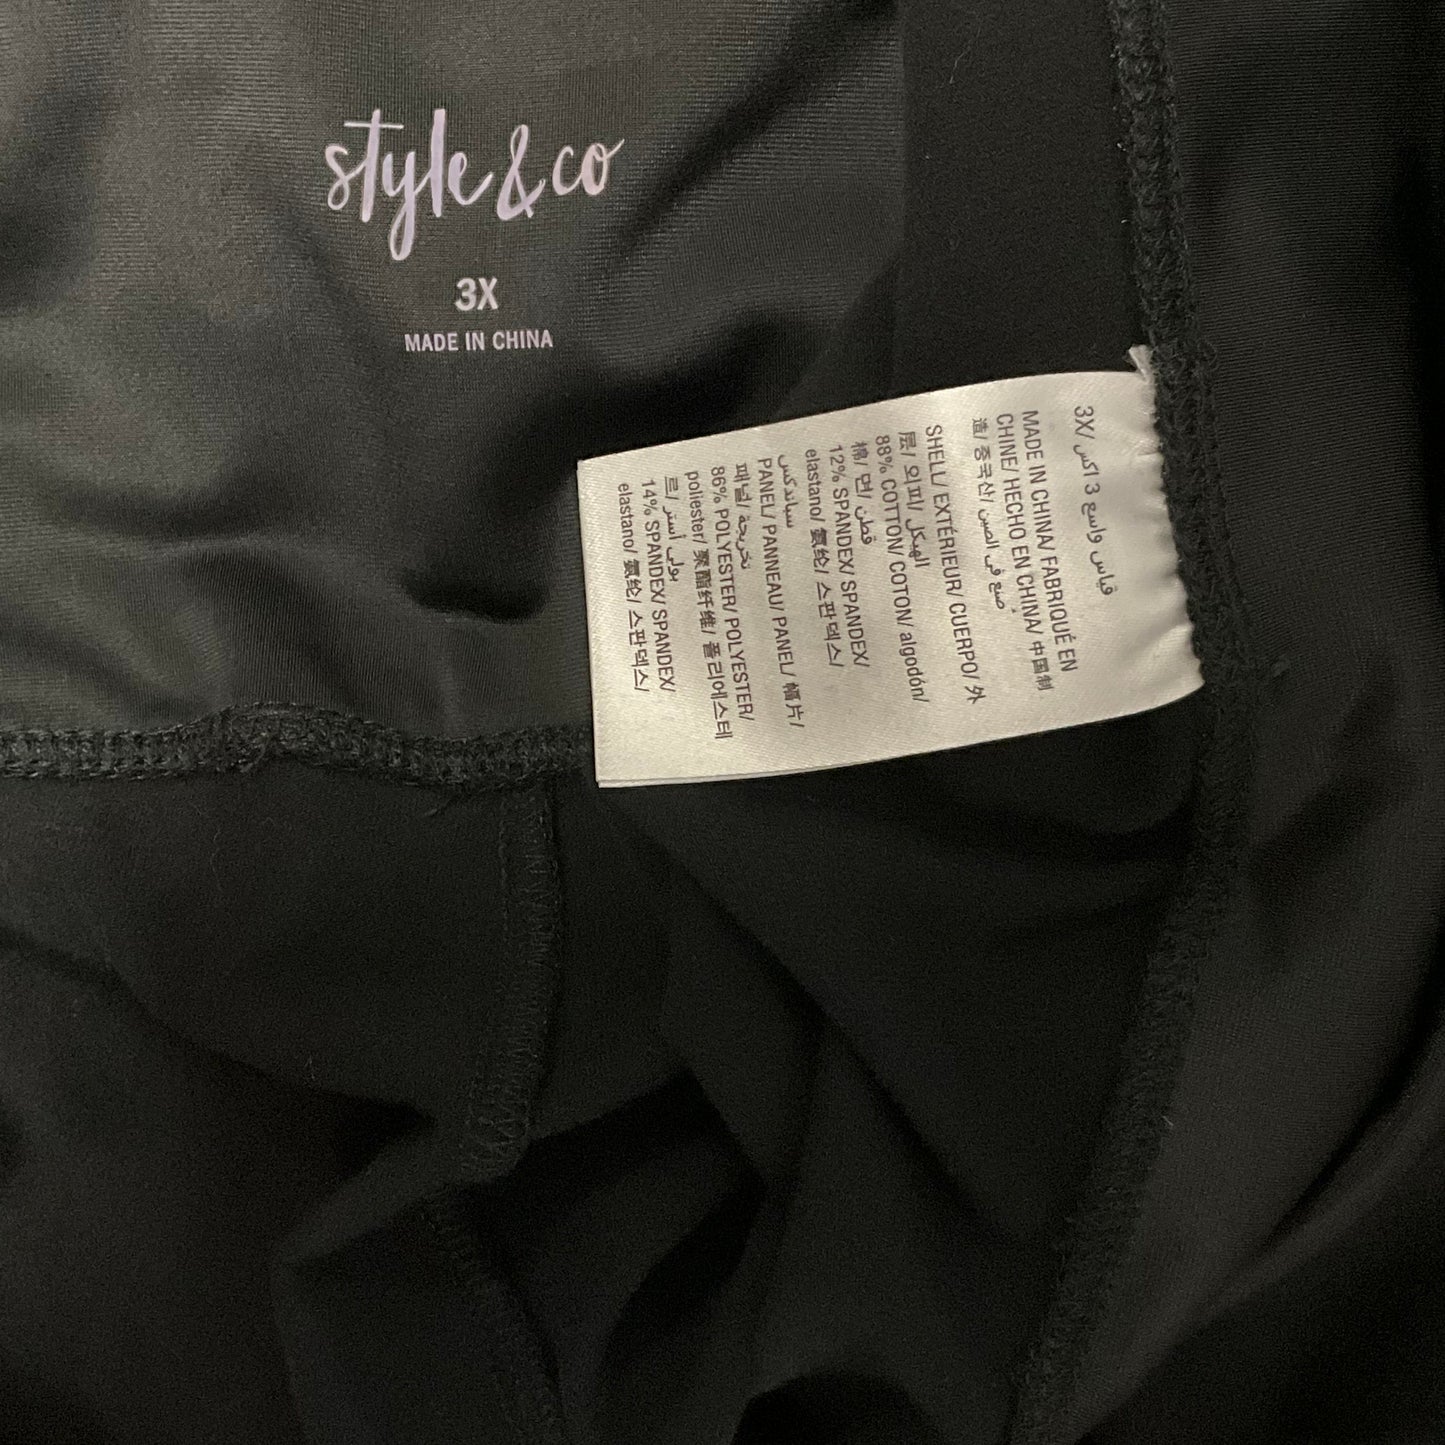 style & co
3X
MADE IN CHINA
3X/ قياس واسع 3 اكس
MADE IN CHINA/ FABRIQUÉ EN
CHINE/ HECHO EN CHINA/ 中国制
造/ 중국산/ صنع في الصين
SHELL/ EXTÉRIEUR/ CUERPO/ 外
层/ 외피/ الهيكل
88% COTTON/ COTON/ algodón/
棉/ 면/ قطن
12% SPANDEX/ SPANDEX/
elastano/ 氨纶/ 스판덱스/
سباندكس
PANEL/ PANNEAU/ PANEL/ 幅片/
패널/ تخريجة
86% POLYESTER/ POLYESTER/
poliester/ 聚酯纤维/ 폴리에스테
르/ بولي أستر
14% SPANDEX/ SPANDEX/
elastano/ 氨纶/ 스판덱스/